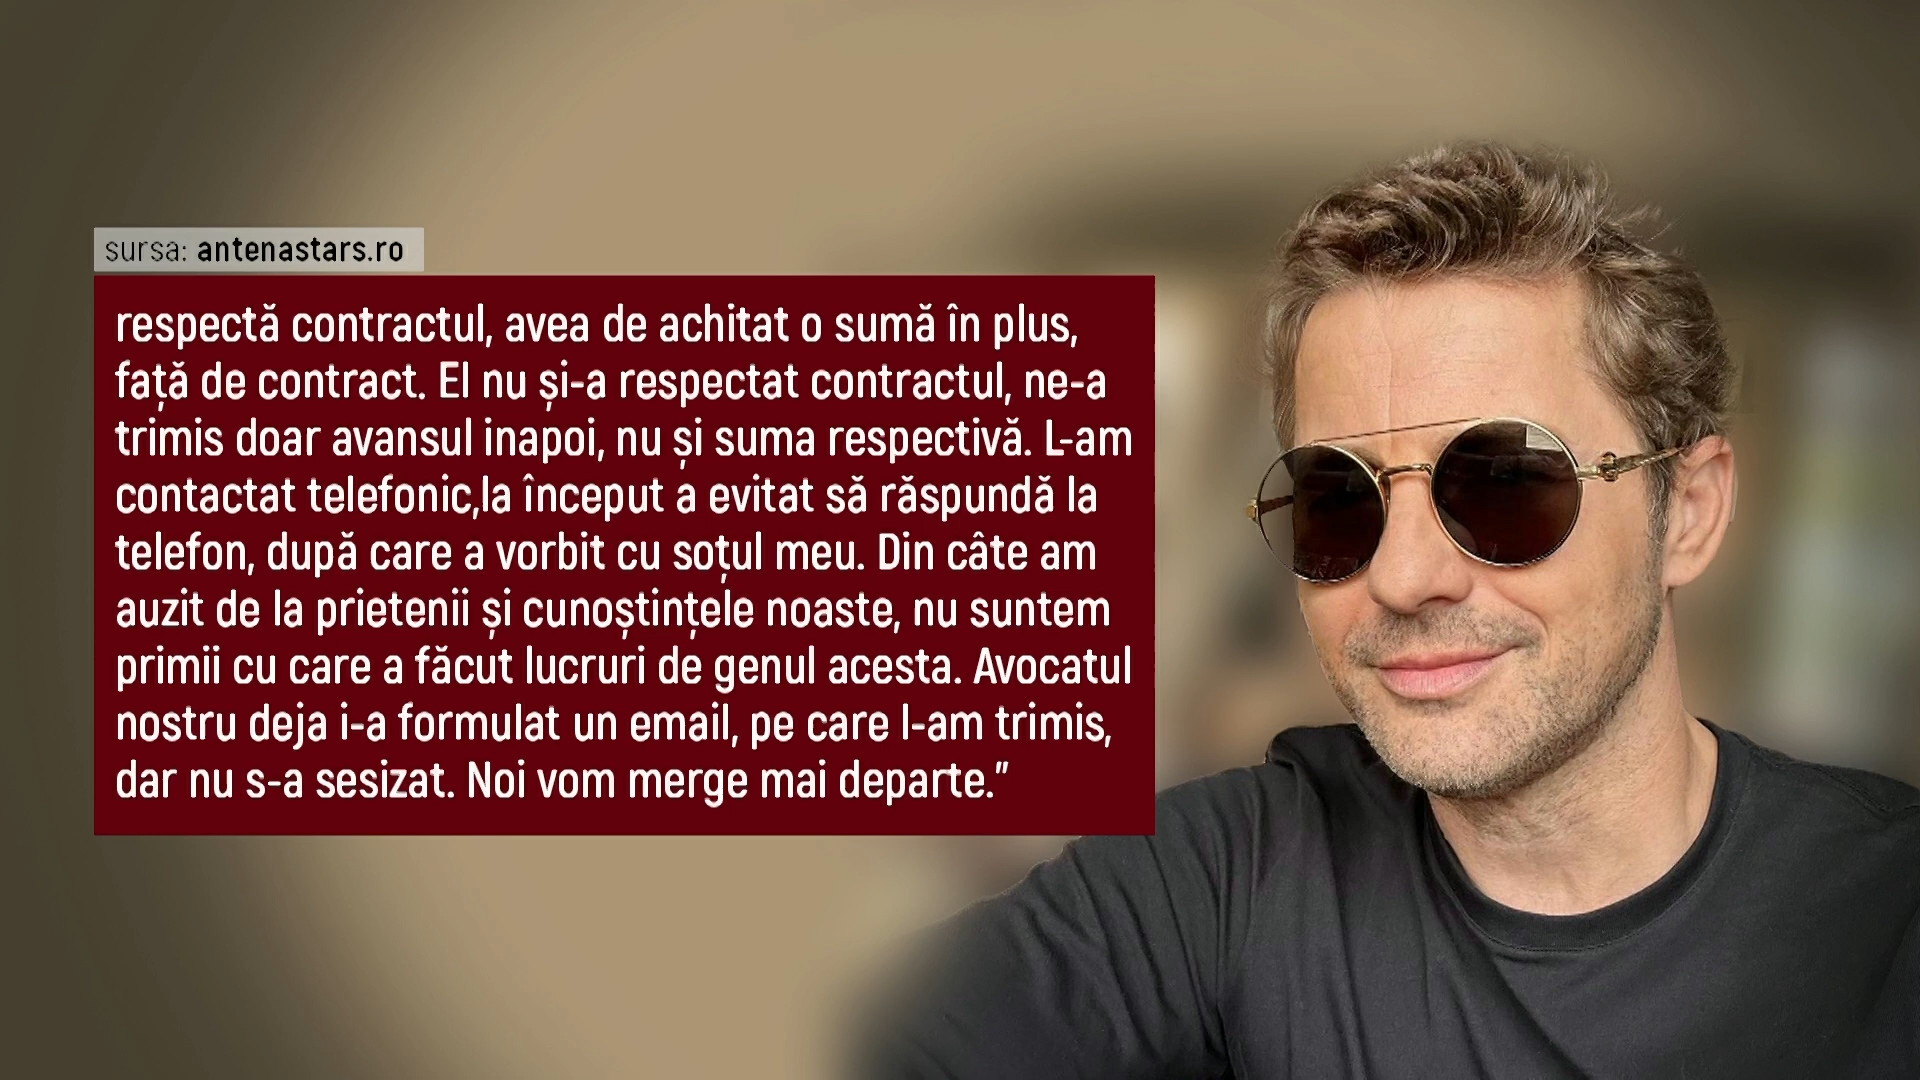 sursa: antenastars.ro
respectă contractul, avea de achitat o sumă în plus,
față de contract. El nu și-a respectat contractul, ne-a
trimis doar avansul inapoi, nu și suma respectivă. L-am
contactat telefonic,la început a evitat să răspundă la
telefon, după care a vorbit cu soțul meu. Din câte am
auzit de la prietenii și cunoștințele noaste, nu suntem
primii cu care a făcut lucruri de genul acesta. Avocatul
nostru deja i-a formulat un email, pe care l-am trimis,
dar nu s-a sesizat. Noi vom merge mai departe.”